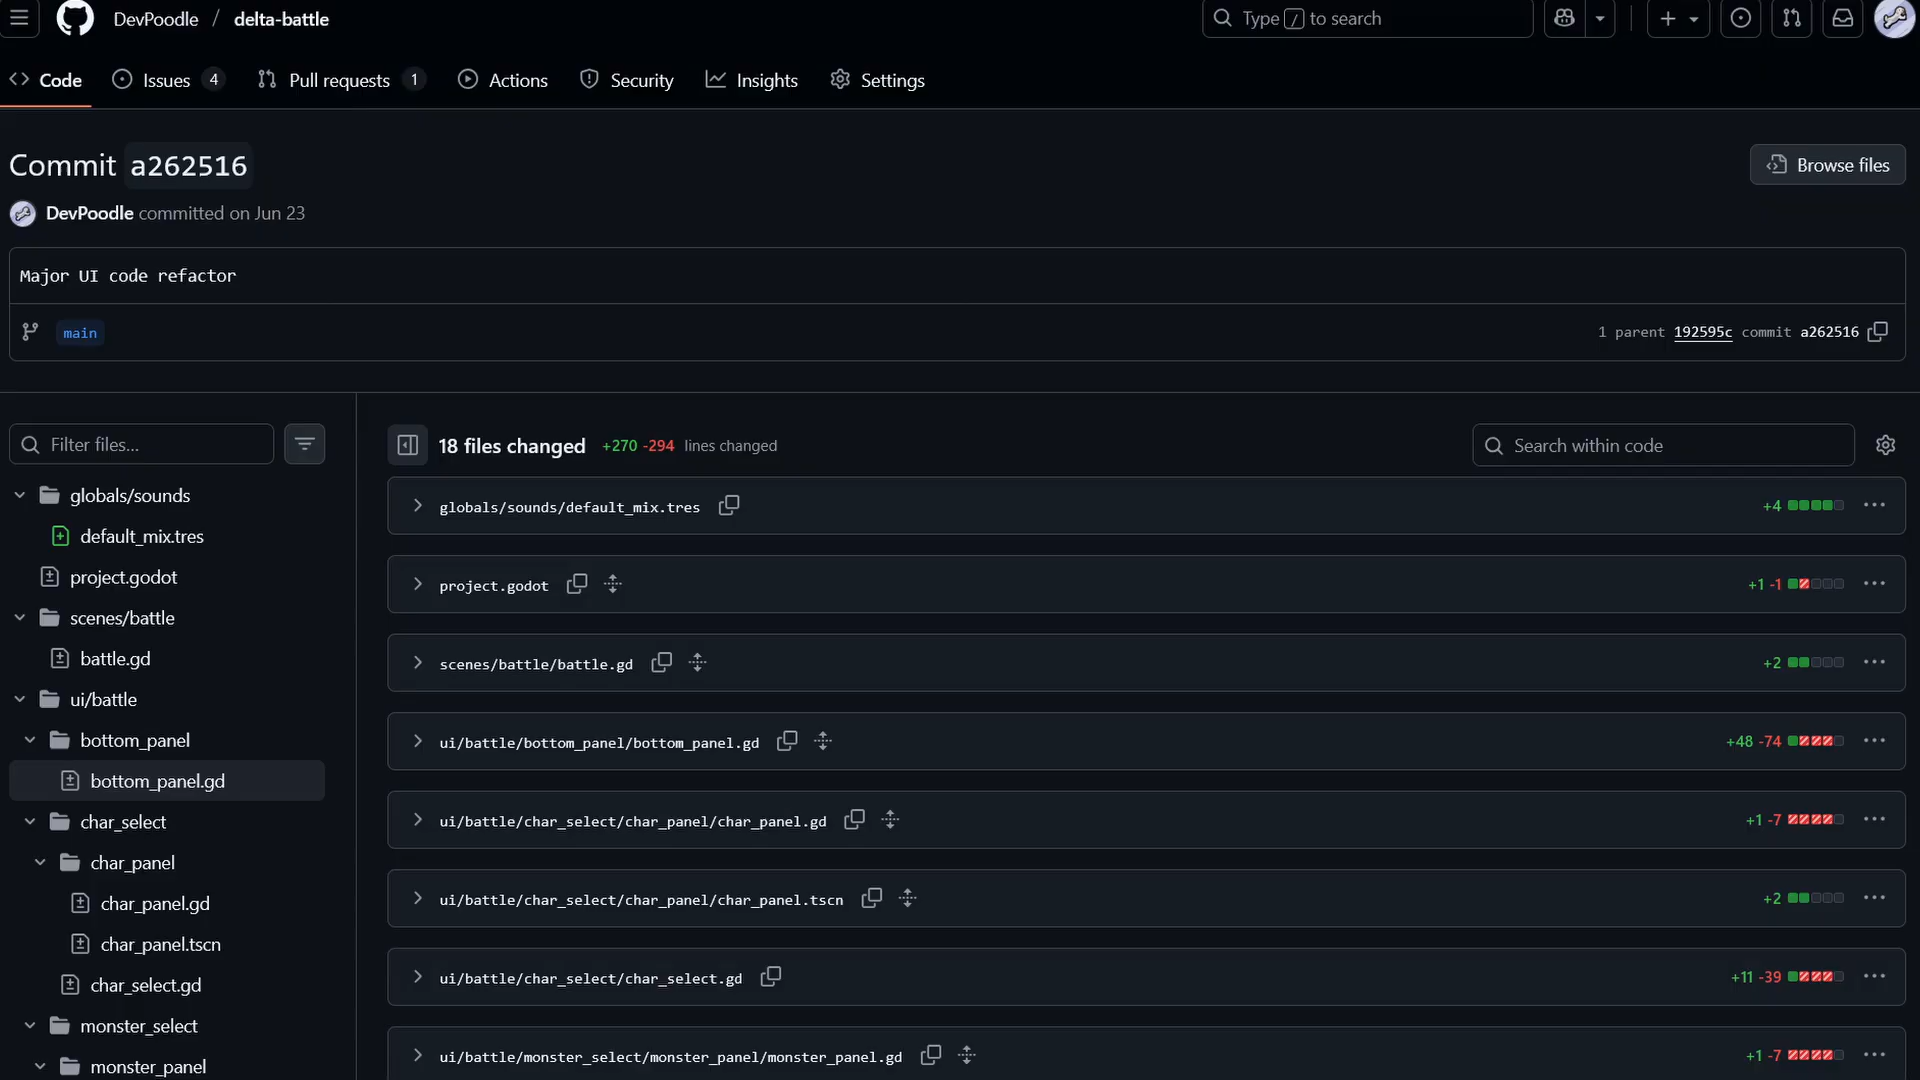 DevPoodle / delta-battle
Type / to search
Code
Issues 4
Pull requests 1
Actions
Security
Insights
Settings
Commit a262516
Browse files
DevPoodle committed on Jun 23
Major UI code refactor
main
1 parent 192595c commit a262516
Filter files...
18 files changed +270 -294 lines changed
Search within code
globals/sounds
default_mix.tres
project.godot
scenes/battle
battle.gd
ui/battle
bottom_panel
bottom_panel.gd
char_select
char_panel
char_panel.gd
char_panel.tscn
char_select.gd
monster_select
monster_panel
globals/sounds/default_mix.tres +4
project.godot +1 -1
scenes/battle/battle.gd +2
ui/battle/bottom_panel/bottom_panel.gd +48 -74
ui/battle/char_select/char_panel/char_panel.gd +1 -7
ui/battle/char_select/char_panel/char_panel.tscn +2
ui/battle/char_select/char_select.gd +11 -39
ui/battle/monster_select/monster_panel/monster_panel.gd +1 -7